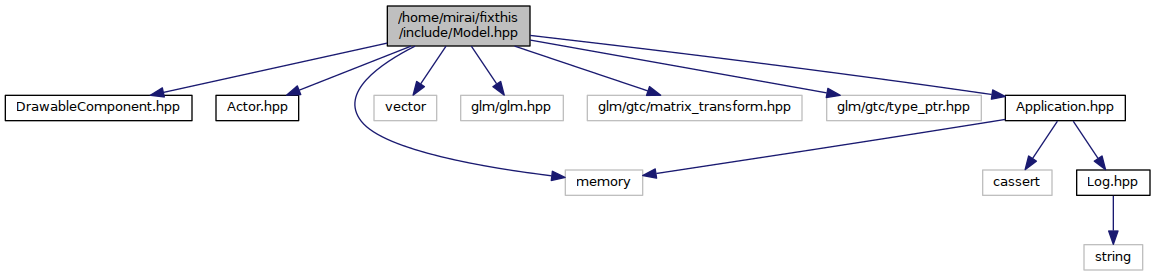 /home/mirai/fixthis
/include/Model.hpp
DrawableComponent.hpp
Actor.hpp
vector
glm/glm.hpp
glm/gtc/matrix_transform.hpp
glm/gtc/type_ptr.hpp
Application.hpp
memory
cassert
Log.hpp
string